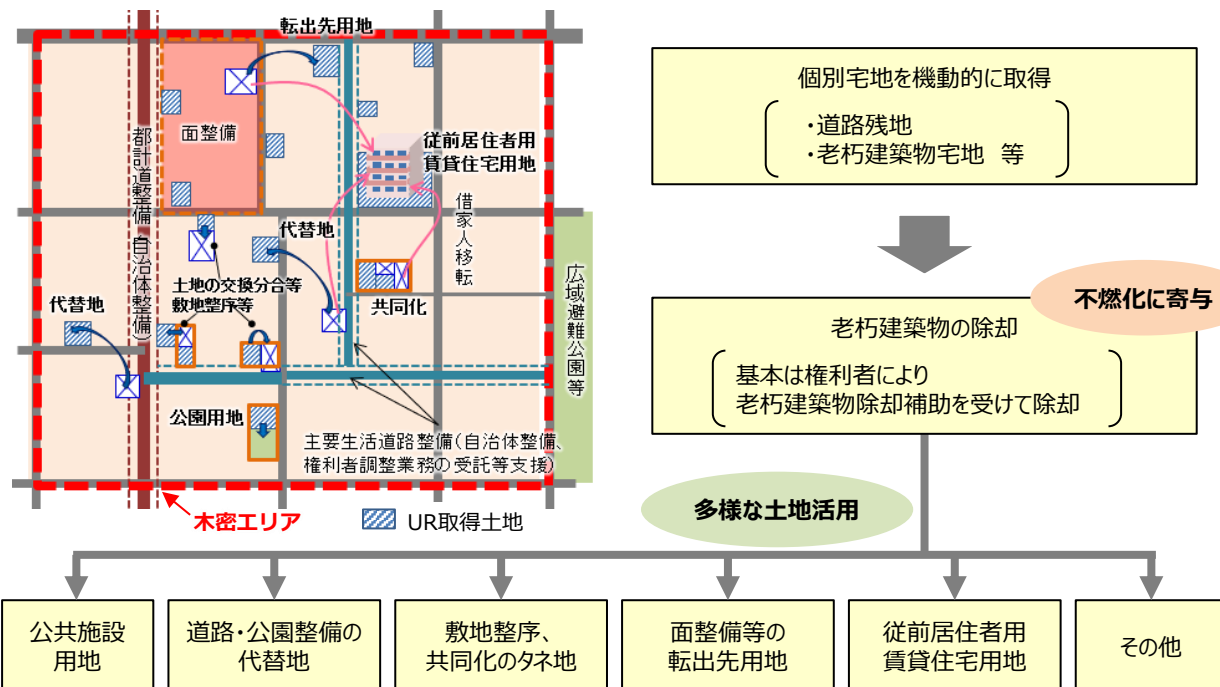 転出先用地
面整備
都計道整備（自治体整備）
従前居住者用
賃貸住宅用地
借家人移転
代替地
土地の交換分合等
敷地整序等
代替地
共同化
広域避難公園等
公園用地
主要生活道路整備（自治体整備、
権利者調整業務の受託等支援）
木密エリア
UR取得土地
個別宅地を機動的に取得
・道路残地
・老朽建築物宅地 等
不燃化に寄与
老朽建築物の除却
基本は権利者により
老朽建築物除却補助を受けて除却
多様な土地活用
公共施設
用地
道路・公園整備の
代替地
敷地整序、
共同化のタネ地
面整備等の
転出先用地
従前居住者用
賃貸住宅用地
その他